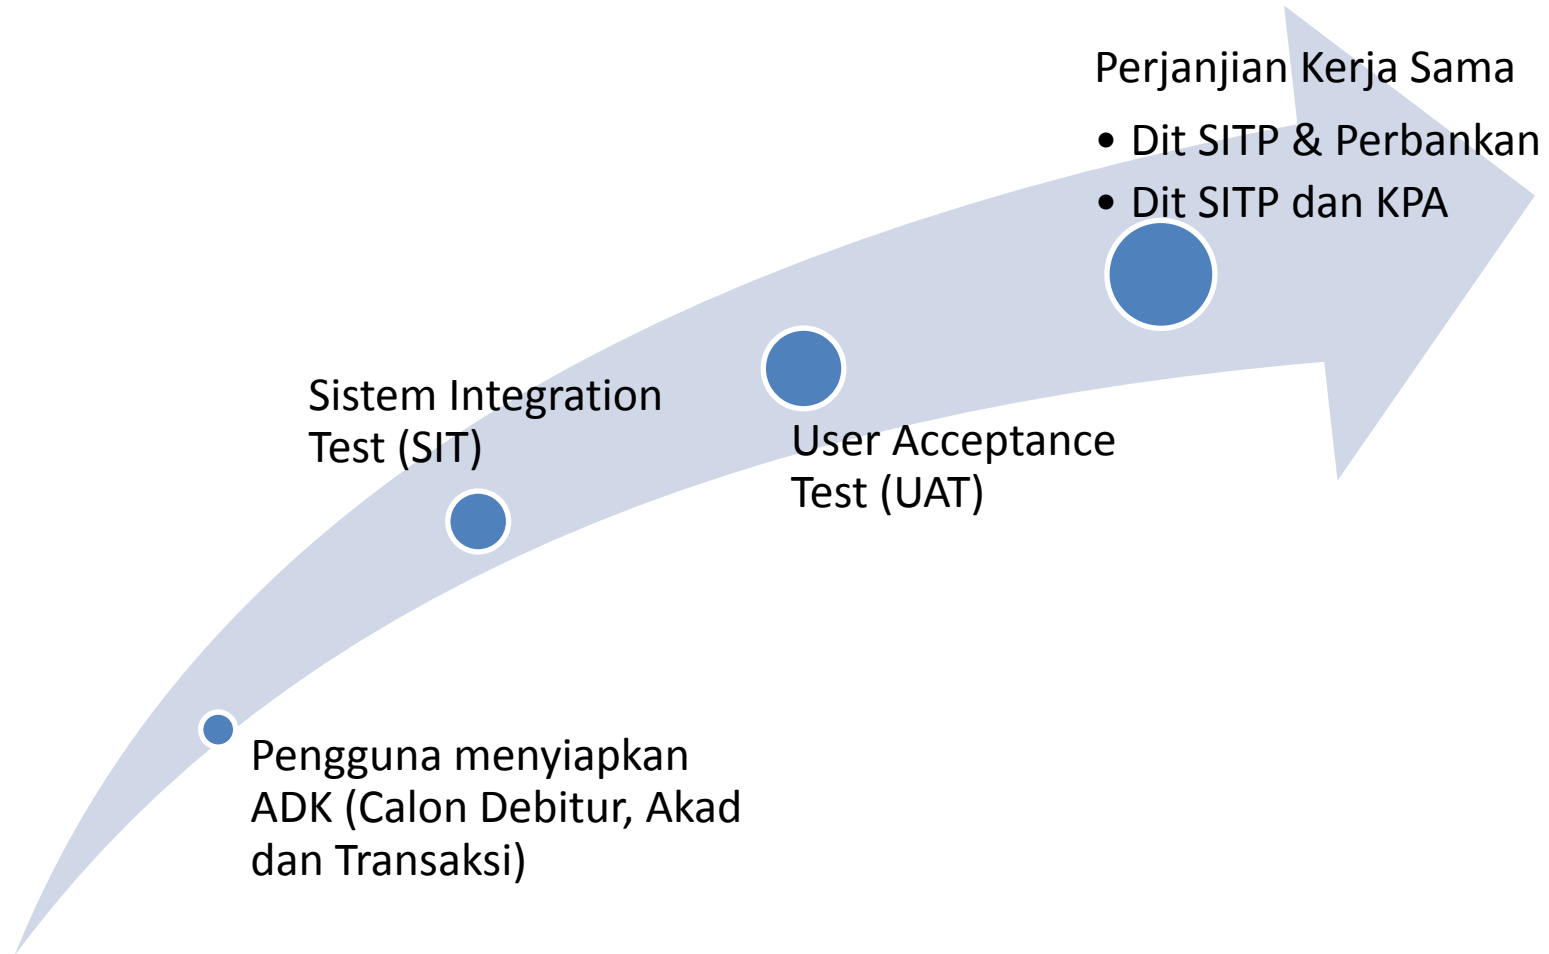 Perjanjian Kerja Sama
• Dit SITP & Perbankan
• Dit SITP dan KPA
Sistem Integration
Test (SIT)
User Acceptance
Test (UAT)
Pengguna menyiapkan
ADK (Calon Debitur, Akad
dan Transaksi)